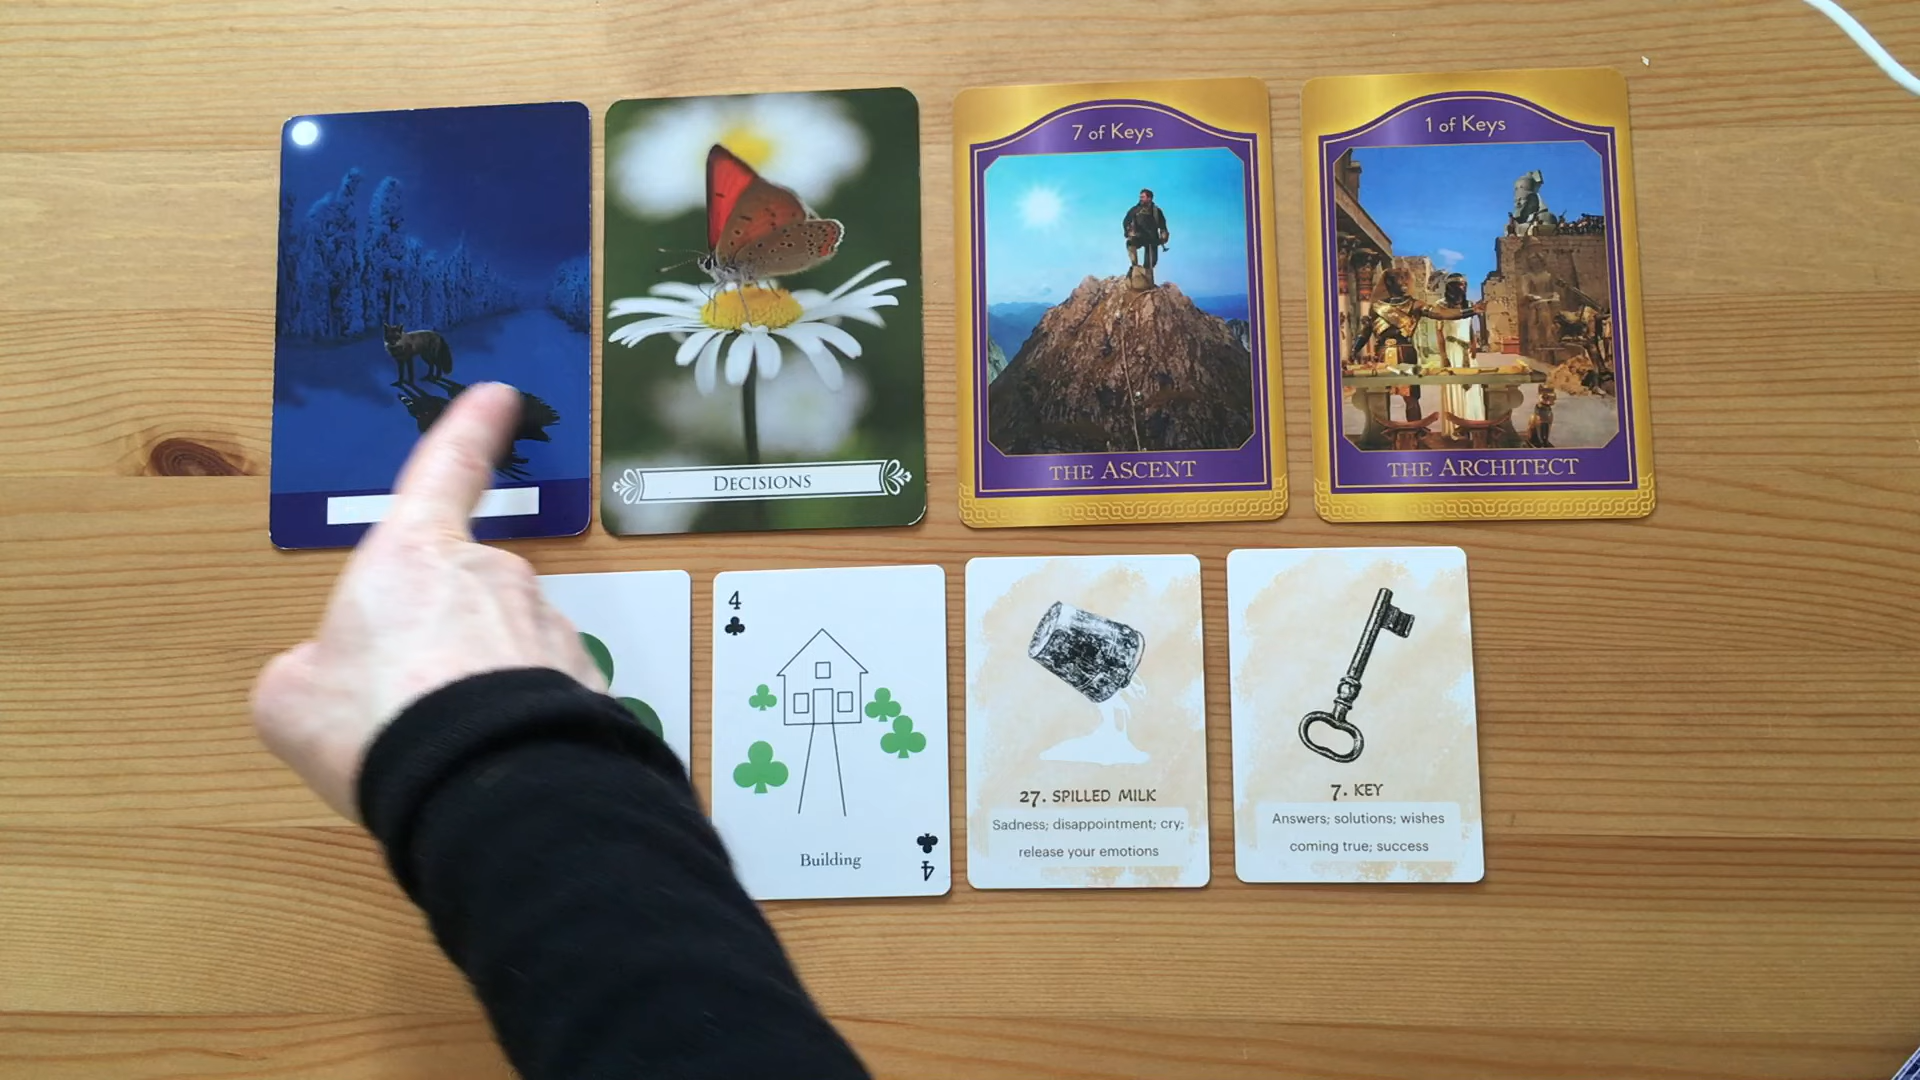 DECISIONS
7 of Keys
THE ASCENT
1 of Keys
THE ARCHITECT
4
Building
4
27. SPILLED MILK
Sadness; disappointment; cry;
release your emotions
7. KEY
Answers; solutions; wishes
coming true; success